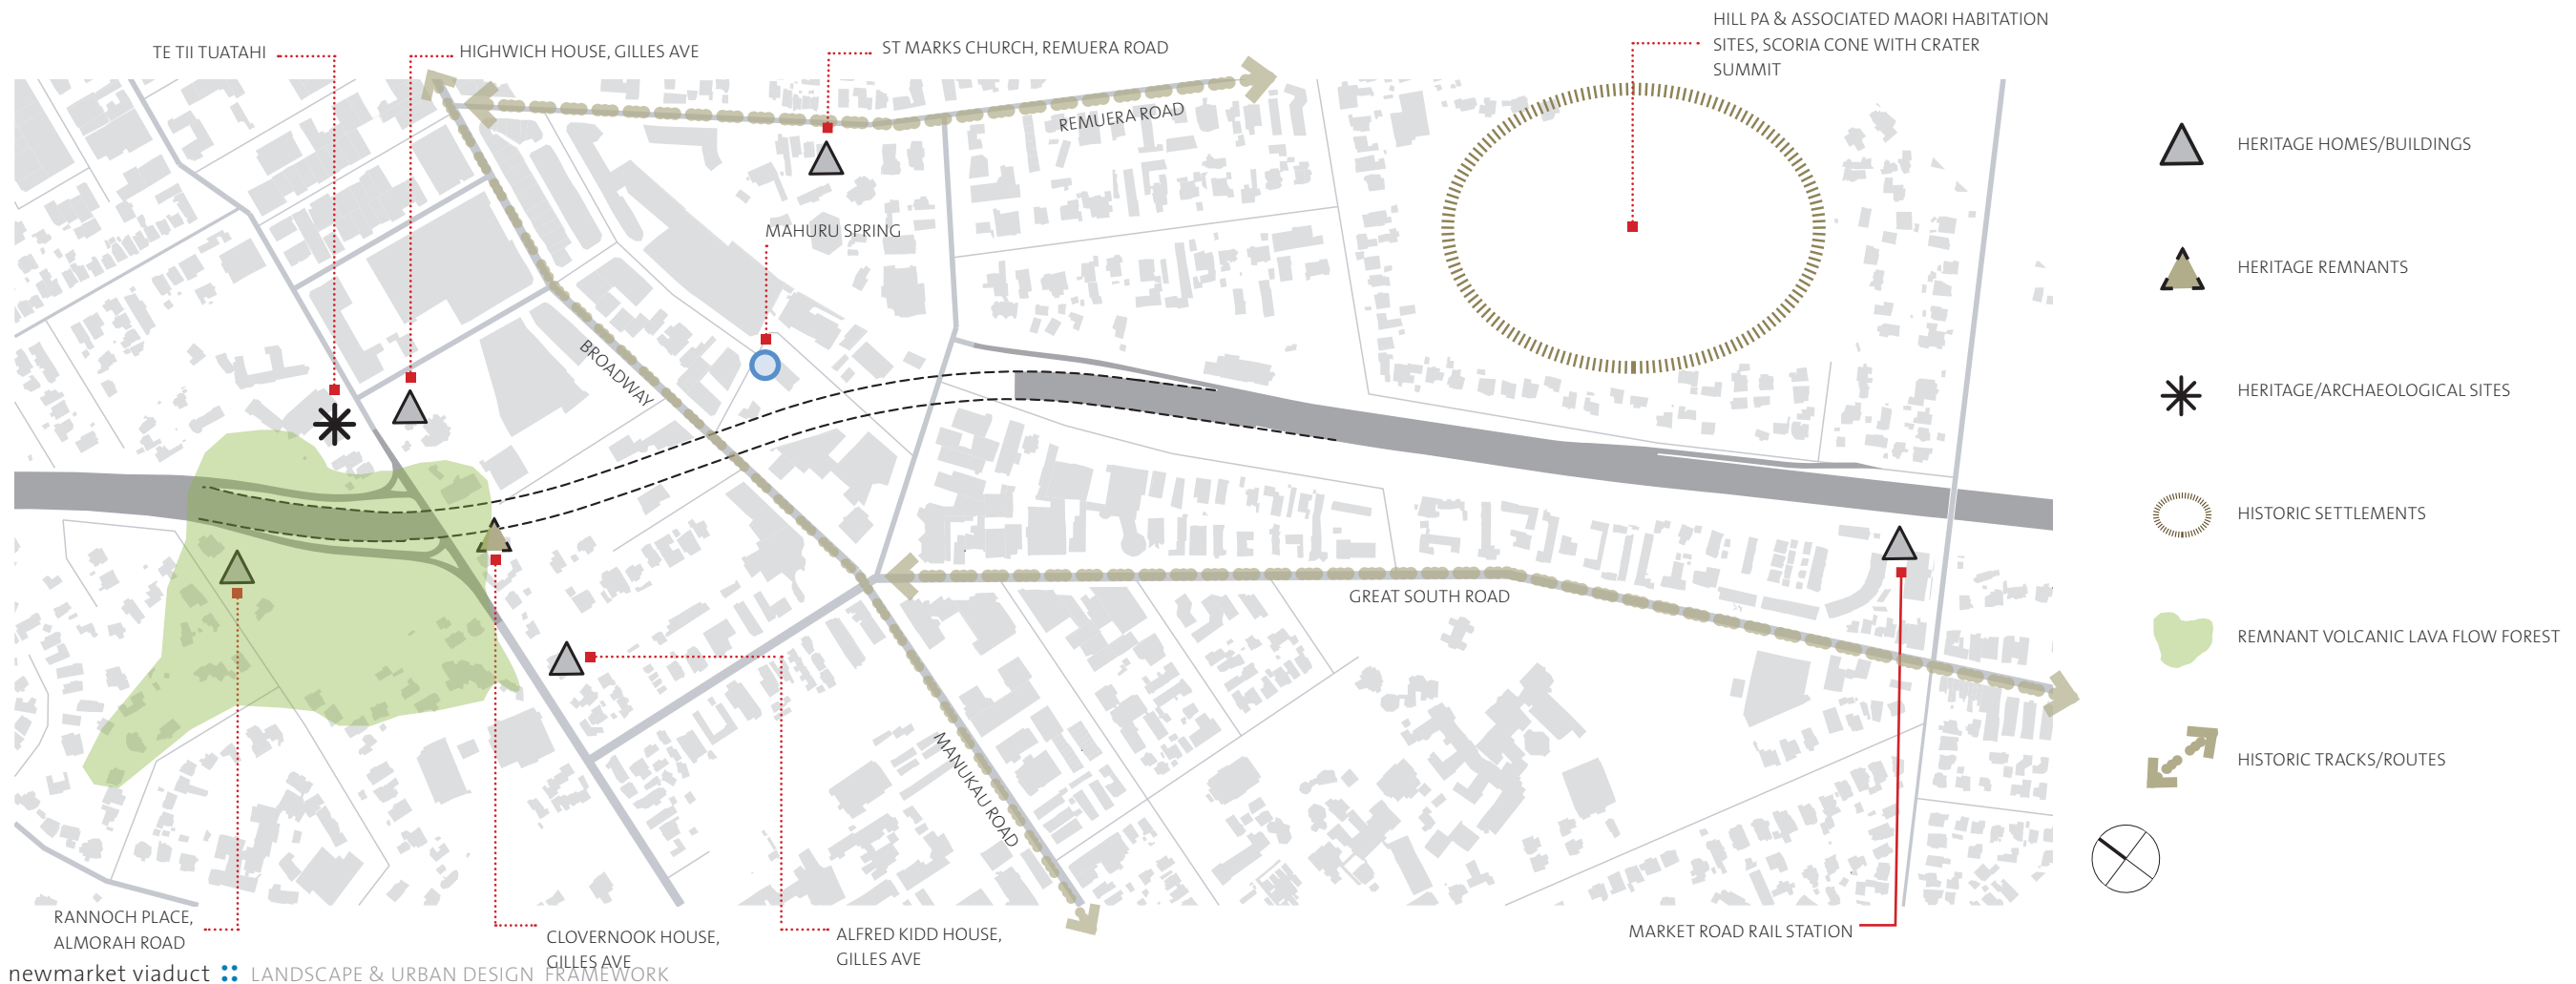 TE TII TUATAHI
HIGHWICH HOUSE, GILLES AVE
ST MARKS CHURCH, REMUERA ROAD
HILL PA & ASSOCIATED MAORI HABITATION
SITES, SCORIA CONE WITH CRATER
SUMMIT
REMUERA ROAD
MAHURU SPRING
BROADWAY
GREAT SOUTH ROAD
MANUKAU ROAD
HERITAGE HOMES/BUILDINGS
HERITAGE REMNANTS
HERITAGE/ARCHAEOLOGICAL SITES
HISTORIC SETTLEMENTS
REMNANT VOLCANIC LAVA FLOW FOREST
HISTORIC TRACKS/ROUTES
RANNOCH PLACE,
ALMORAH ROAD
CLOVERNOOK HOUSE,
GILLES AVE
ALFRED KIDD HOUSE,
GILLES AVE
MARKET ROAD RAIL STATION
newmarket viaduct LANDSCAPE & URBAN DESIGN FRAMEWORK